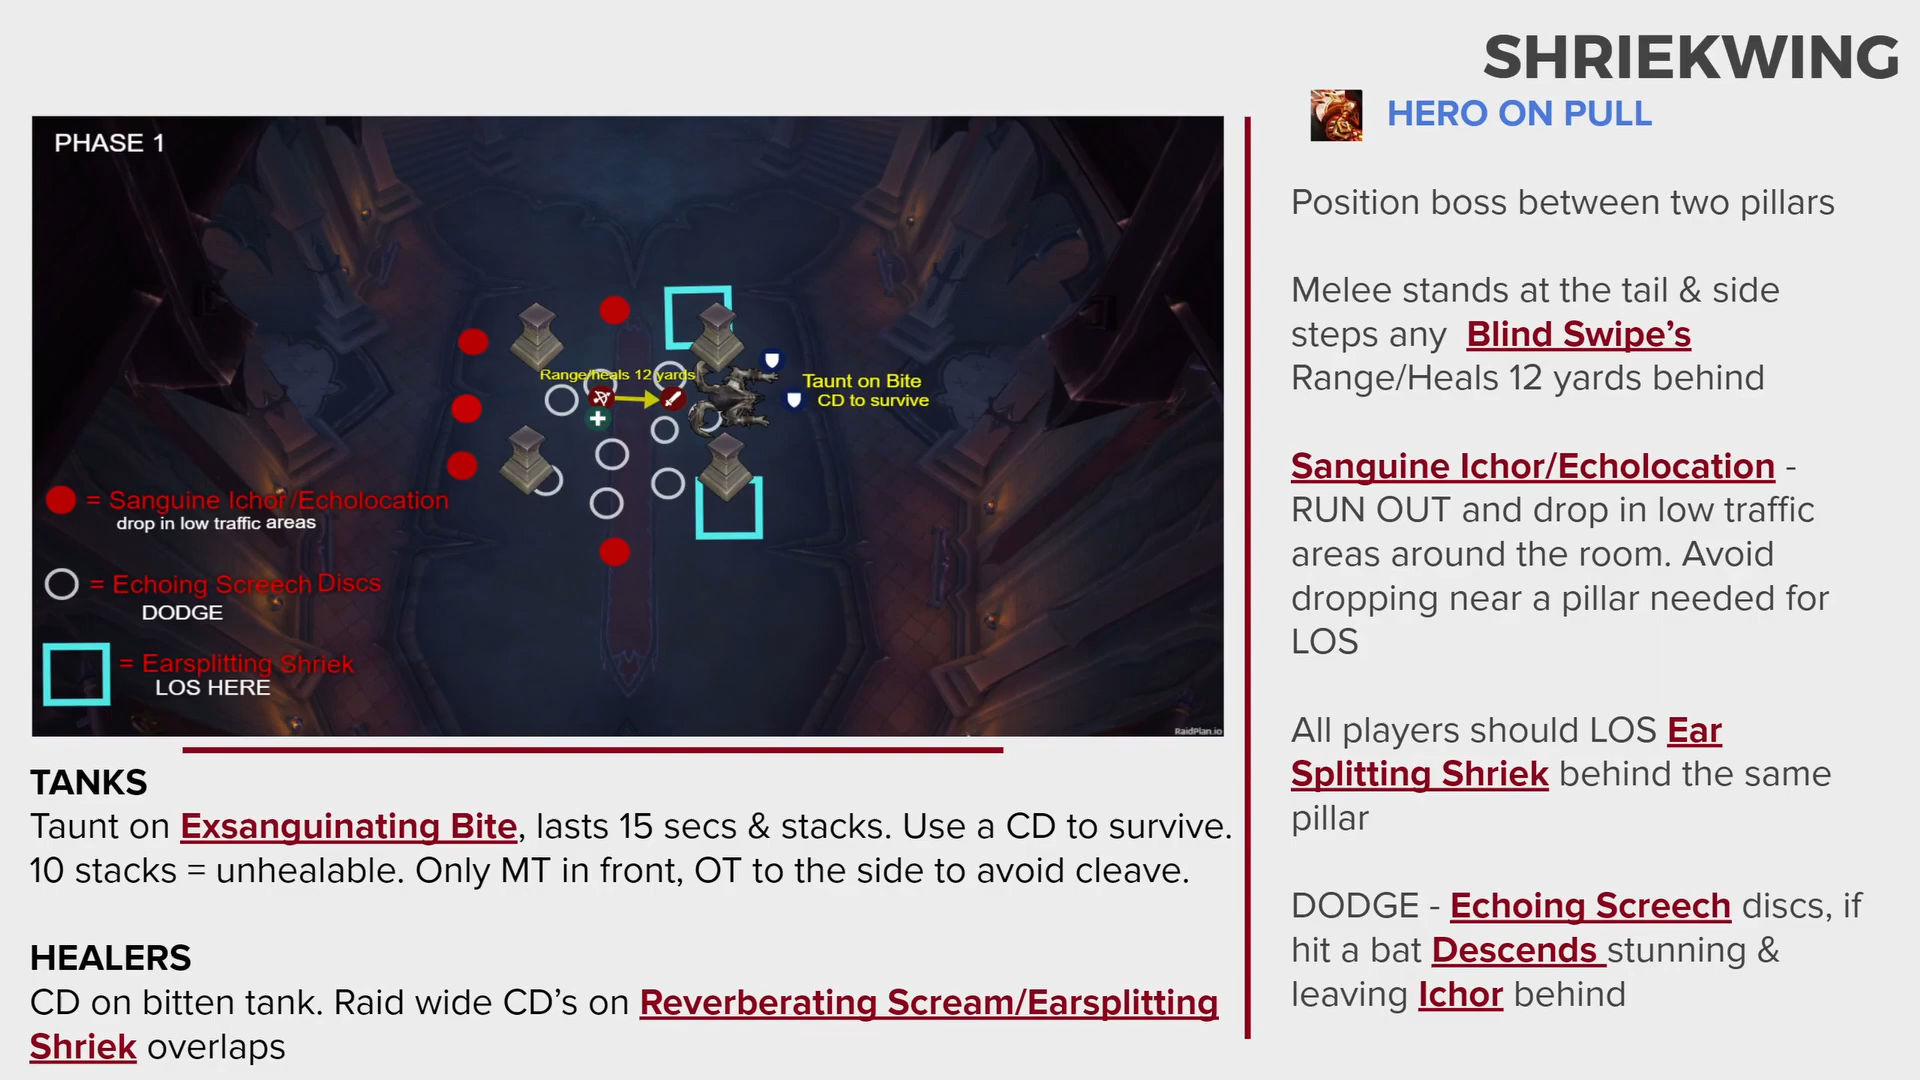 SHRIEKWING
HERO ON PULL
PHASE 1
Range/heals 12 yards
Taunt on Bite
CD to survive
= Sanguine Ichor/Echolocation
drop in low traffic areas
= Echoing Screech Discs
DODGE
= Earsplitting Shriek
LOS HERE
RaidPlan.io
TANKS
Taunt on Exsanguinating Bite, lasts 15 secs & stacks. Use a CD to survive.
10 stacks = unhealable. Only MT in front, OT to the side to avoid cleave.
HEALERS
CD on bitten tank. Raid wide CD’s on Reverberating Scream/Earsplitting
Shriek overlaps
Position boss between two pillars
Melee stands at the tail & side
steps any Blind Swipe’s
Range/Heals 12 yards behind
Sanguine Ichor/Echolocation -
RUN OUT and drop in low traffic
areas around the room. Avoid
dropping near a pillar needed for
LOS
All players should LOS Ear
Splitting Shriek behind the same
pillar
DODGE - Echoing Screech discs, if
hit a bat Descends stunning &
leaving Ichor behind